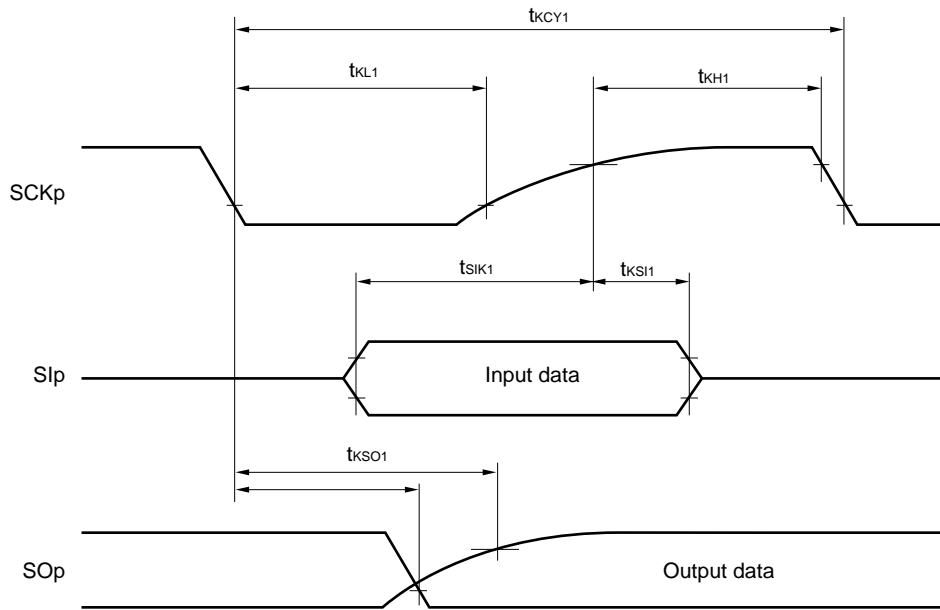 tKCY1
tKL1
tKH1
SCKp
tSIK1
tKSI1
SIp
Input data
tKSO1
SOp
Output data